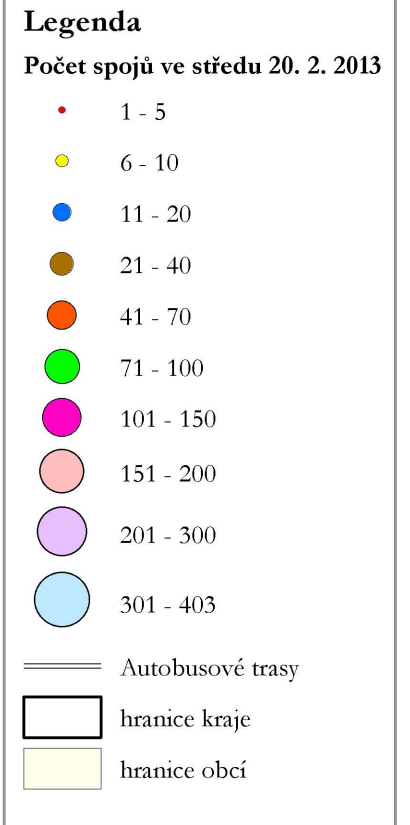 Legenda
Počet spojů ve středu 20. 2. 2013
1 - 5
6 - 10
11 - 20
21 - 40
41 - 70
71 - 100
101 - 150
151 - 200
201 - 300
301 - 403
Autobusové trasy
hranice kraje
hranice obcí